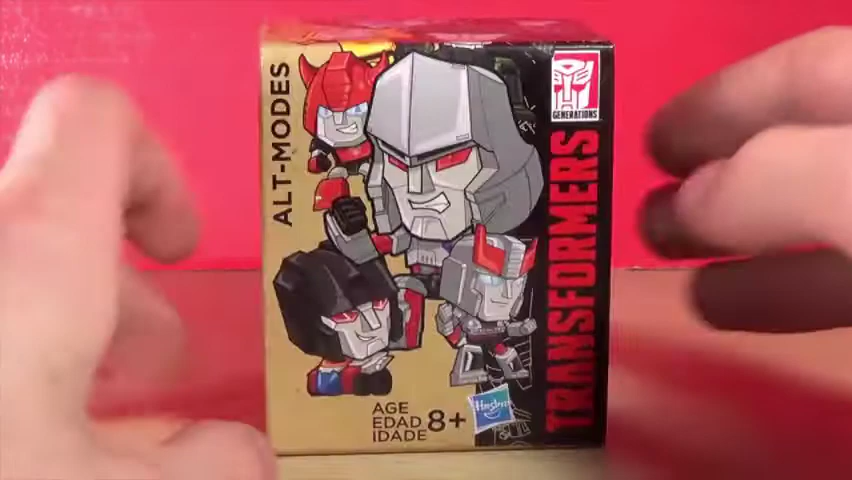 ALT-MODES
GENERATIONS
TRANSFORMERS
AGE
EDAD 8+
IDADE
Hasbro